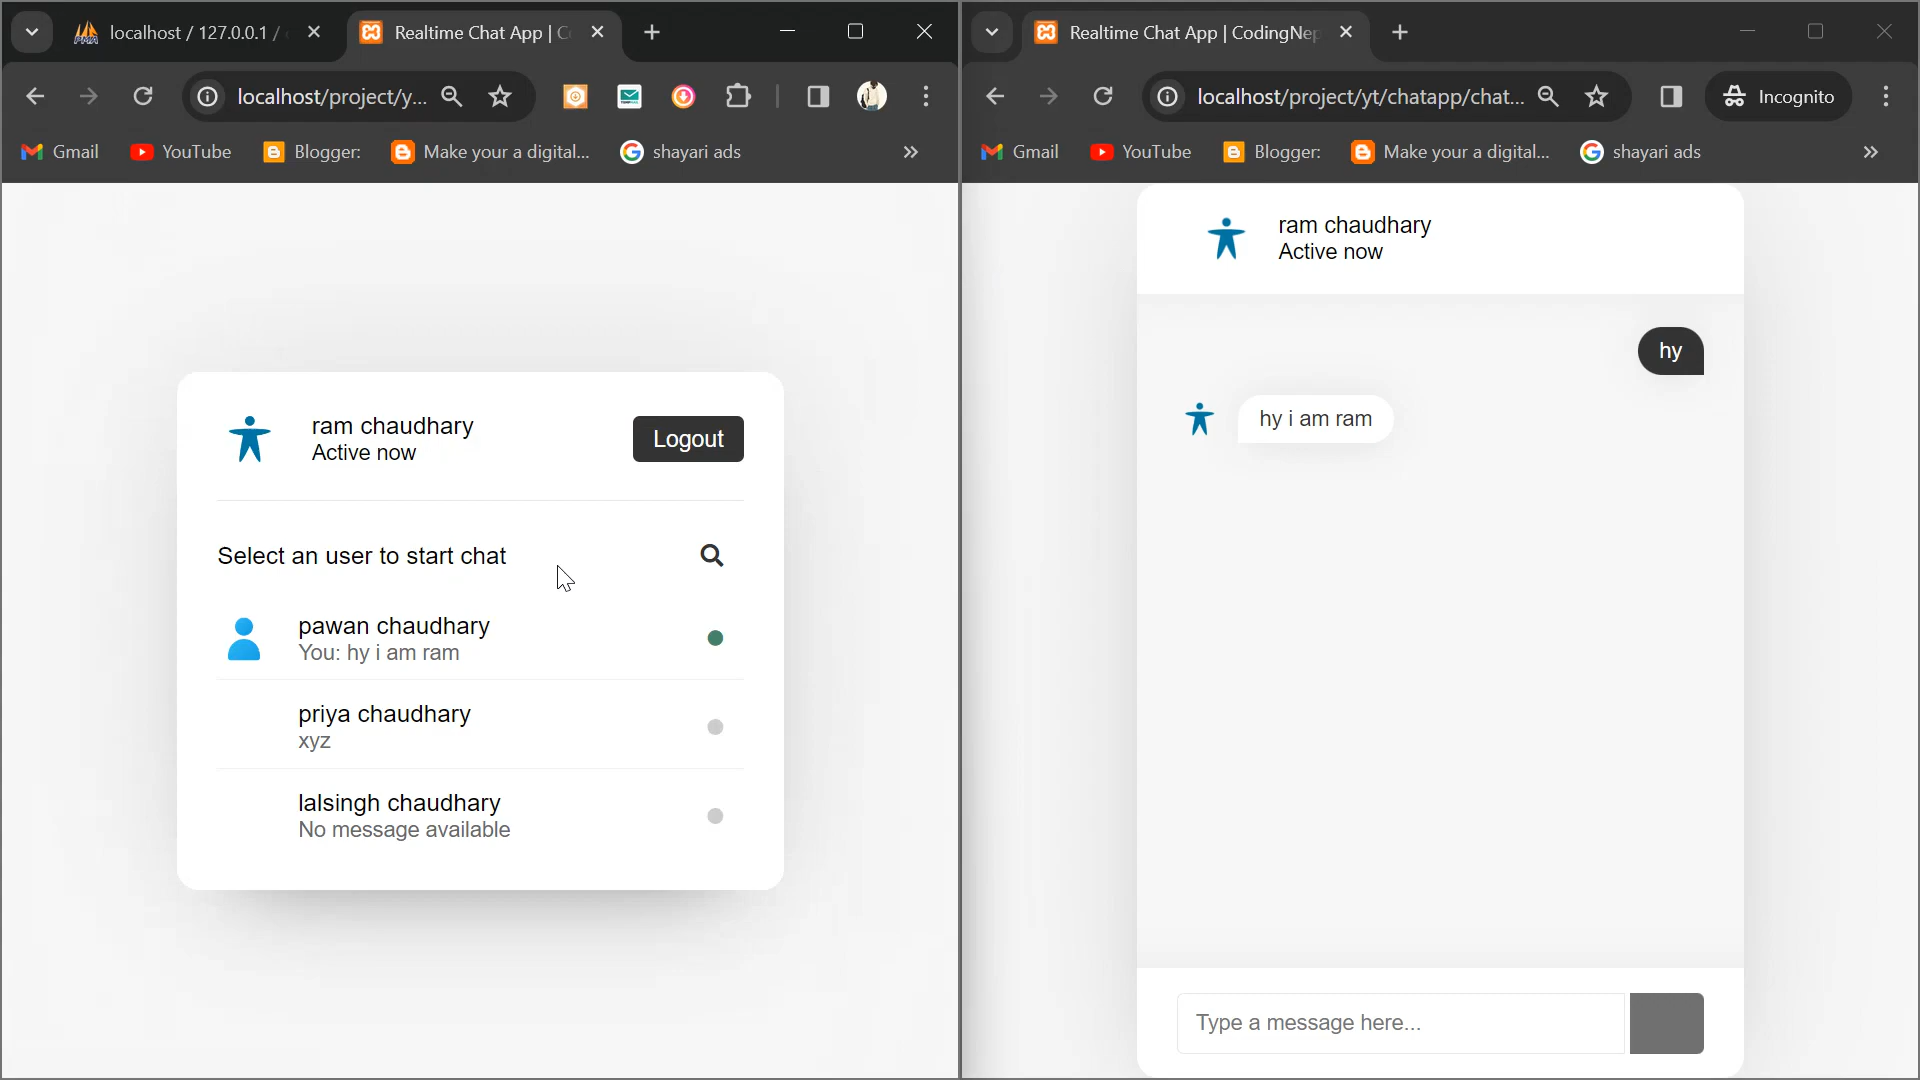 localhost / 127.0.0.1 /
Realtime Chat App |
localhost/project/y...
Gmail
YouTube
Blogger:
Make your a digital...
shayari ads
ram chaudhary
Active now
Logout
Select an user to start chat
pawan chaudhary
You: hy i am ram
priya chaudhary
xyz
lalsingh chaudhary
No message available
Realtime Chat App | CodingNep
localhost/project/yt/chatapp/chat...
Incognito
Gmail
YouTube
Blogger:
Make your a digital...
shayari ads
ram chaudhary
Active now
hy
hy i am ram
Type a message here...